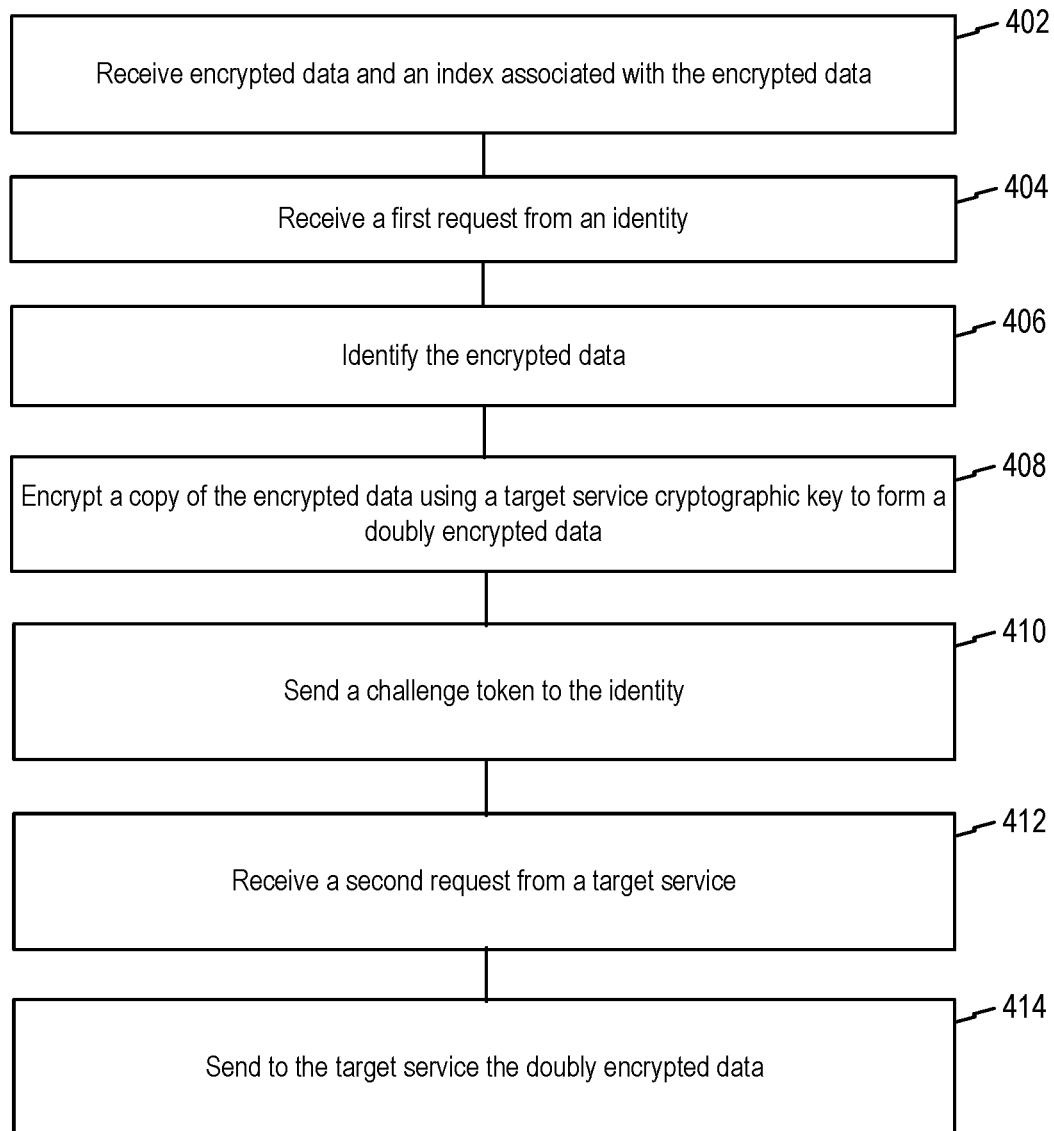 402
Receive encrypted data and an index associated with the encrypted data
404
Receive a first request from an identity
406
Identify the encrypted data
408
Encrypt a copy of the encrypted data using a target service cryptographic key to form a
doubly encrypted data
410
Send a challenge token to the identity
412
Receive a second request from a target service
414
Send to the target service the doubly encrypted data